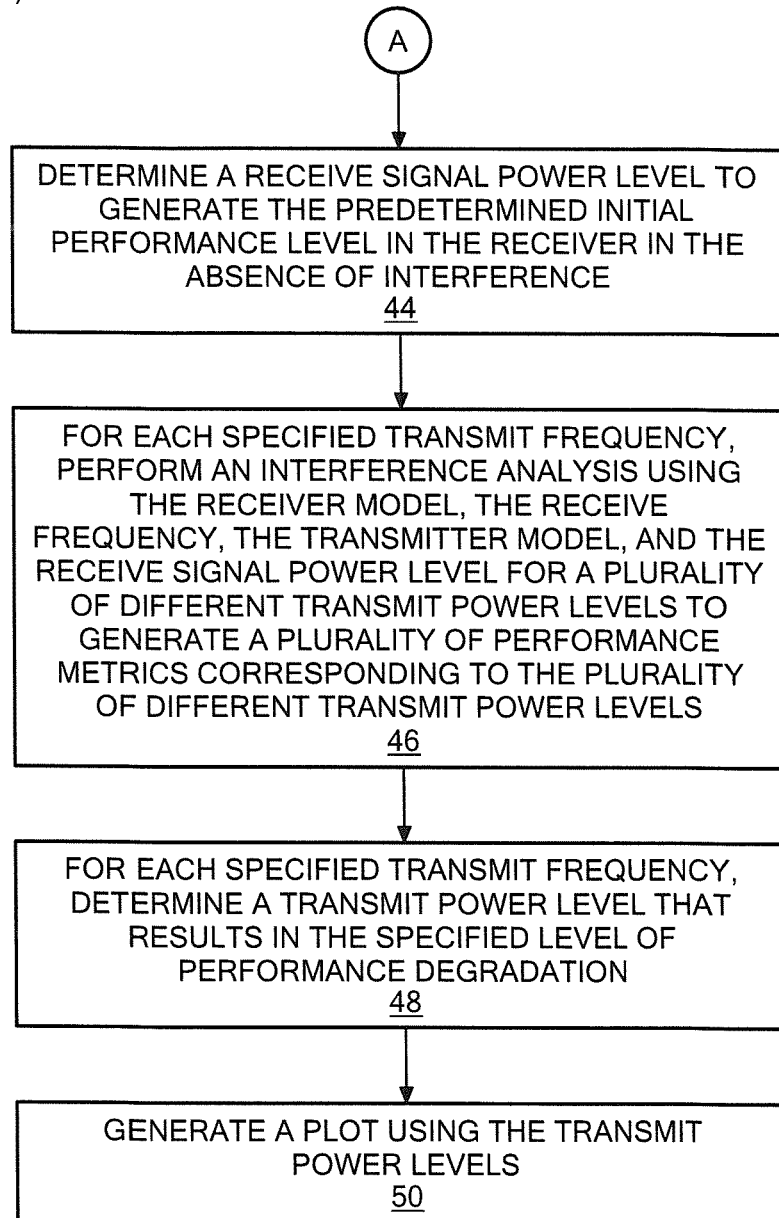 A
DETERMINE A RECEIVE SIGNAL POWER LEVEL TO
GENERATE THE PREDETERMINED INITIAL
PERFORMANCE LEVEL IN THE RECEIVER IN THE
ABSENCE OF INTERFERENCE
44
FOR EACH SPECIFIED TRANSMIT FREQUENCY,
PERFORM AN INTERFERENCE ANALYSIS USING
THE RECEIVER MODEL, THE RECEIVE
FREQUENCY, THE TRANSMITTER MODEL, AND THE
RECEIVE SIGNAL POWER LEVEL FOR A PLURALITY
OF DIFFERENT TRANSMIT POWER LEVELS TO
GENERATE A PLURALITY OF PERFORMANCE
METRICS CORRESPONDING TO THE PLURALITY
OF DIFFERENT TRANSMIT POWER LEVELS
46
FOR EACH SPECIFIED TRANSMIT FREQUENCY,
DETERMINE A TRANSMIT POWER LEVEL THAT
RESULTS IN THE SPECIFIED LEVEL OF
PERFORMANCE DEGRADATION
48
GENERATE A PLOT USING THE TRANSMIT
POWER LEVELS
50